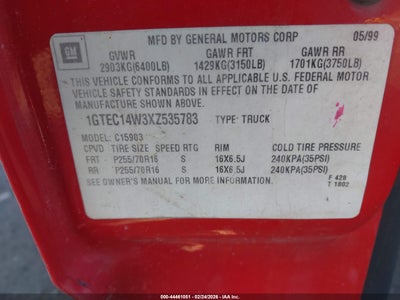 MFD BY GENERAL MOTORS CORP 05/99
GM GVWR GAWR FRT GAWR RR
2903KG(6400LB) 1429KG(3150LB) 1701KG(3750LB)
THIS VEHICLE CONFORMS TO ALL APPLICABLE U.S. FEDERAL MOTOR
VEHICLE SAFETY STANDARDS IN EFFECT ON THE DATE OF
MANUFACTURE SHOWN ABOVE.
1GTEC14W3XZ535783 TYPE: TRUCK
MODEL: C15903
CPVD TIRE SIZE SPEED RTG RIM COLD TIRE PRESSURE
FRT P255/70R16 S 16X6.5J 240KPA(35PSI)
RR P255/70R16 S 16X6.5J 240KPA(35PSI)
SEE OWNER'S MANUAL FOR MORE INFORMATION. F 429
T 1802
000-44461051 - 02/24/2026 - © IAA Holdings, LLC